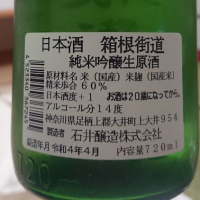 日本酒 箱根街道
純米吟醸生原酒
原材料名 米(国産)米麹(国産米)
精米歩合60%
日本酒度+1 お酒は20歳になってから。
アルコール分14度
神奈川県足柄上郡大井町上大井954
製造者 石井醸造株式会社
製造年月 令和4年4月 内容量720ml